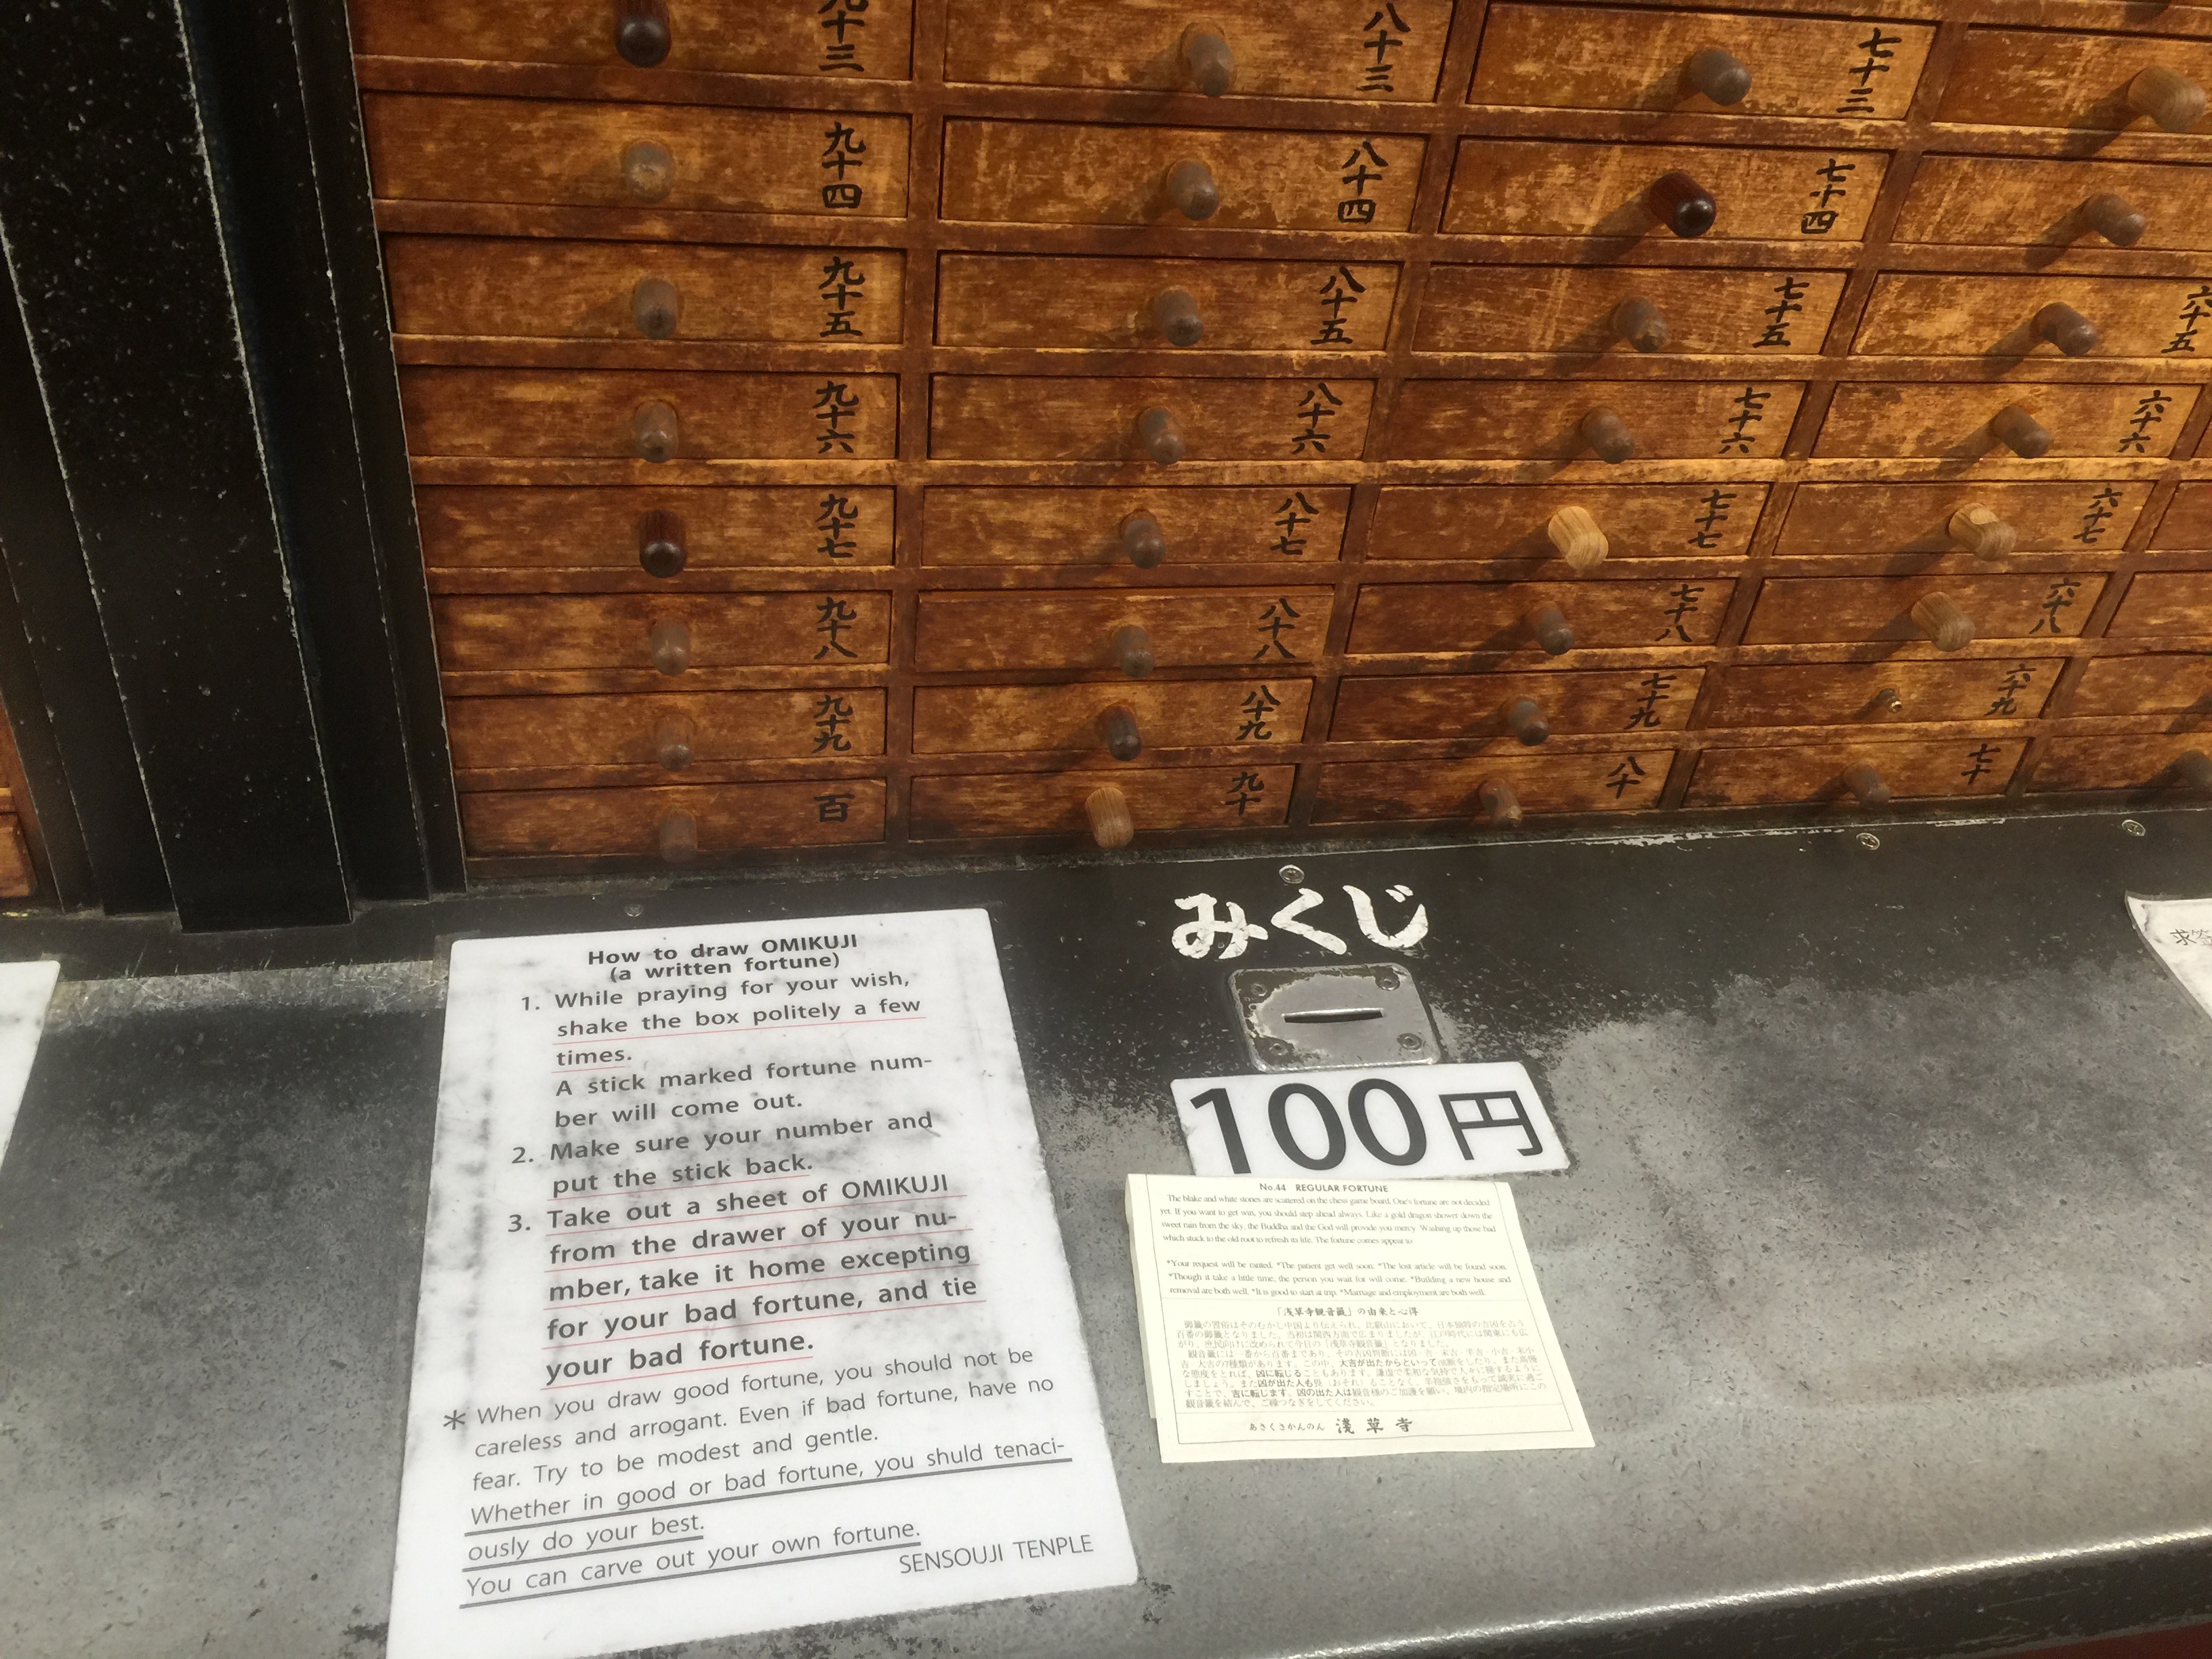 九十三
八十三
七十三
九十四
八十四
七十四
九十五
八十五
七十五
六十五
九十六
八十六
七十六
六十六
九十七
八十七
七十七
六十七
九十八
八十八
七十八
六十八
九十九
八十九
七十九
六十九
百
九十
八十
七十
みくじ
100円
How to draw OMIKUJI
(a written fortune)
1. While praying for your wish,
shake the box politely a few
times.
A stick marked fortune num-
ber will come out.
2. Make sure your number and
put the stick back.
3. Take out a sheet of OMIKUJI
from the drawer of your nu-
mber, take it home excepting
for your bad fortune, and tie
your bad fortune.
* When you draw good fortune, you should not be
careless and arrogant. Even if bad fortune, have no
fear. Try to be modest and gentle.
Whether in good or bad fortune, you shuld tenaci-
ously do your best.
You can carve out your own fortune.
SENSOUJI TENPLE
No.44 REGULAR FORTUNE
The blake and white stones are scattered on the chess-game board. One's fortune are not decided
yet. If you want to get win, you should step ahead always. Like a gold dragon shower down the
sweet rain from the sky, the Buddha and the God will provide you mercy. Washing up those bad
which stuck to the old root to refresh its life. The fortune comes appear to
*Your request will be ranted. *The patient get well soon. *The lost article will be found soon.
*Though it take a little time, the person you wait for will come. *Building a new house and
removal are both well. *It is good to start at trip. *Marriage and employment are both well.
「浅草寺観音籤」の由来と心得
あさくさかんのん 浅草寺
求签